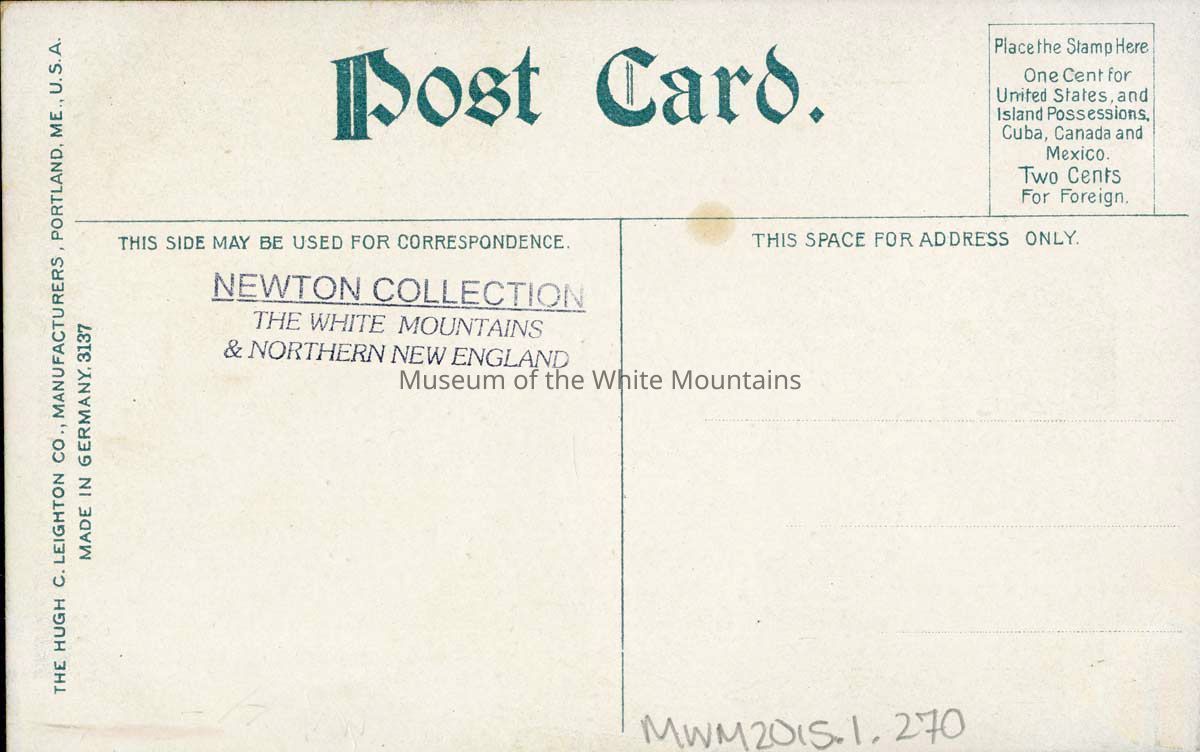 Post Card.
Place the Stamp Here
One Cent for
United States, and
Island Possessions,
Cuba, Canada and
Mexico.
Two Cents
For Foreign.
THE HUGH C. LEIGHTON CO., MANUFACTURERS, PORTLAND, ME., U.S.A.
MADE IN GERMANY. 3137
THIS SIDE MAY BE USED FOR CORRESPONDENCE.
NEWTON COLLECTION
THE WHITE MOUNTAINS
& NORTHERN NEW ENGLAND
THIS SPACE FOR ADDRESS ONLY.
Museum of the White Mountains
MWM2015.1.270